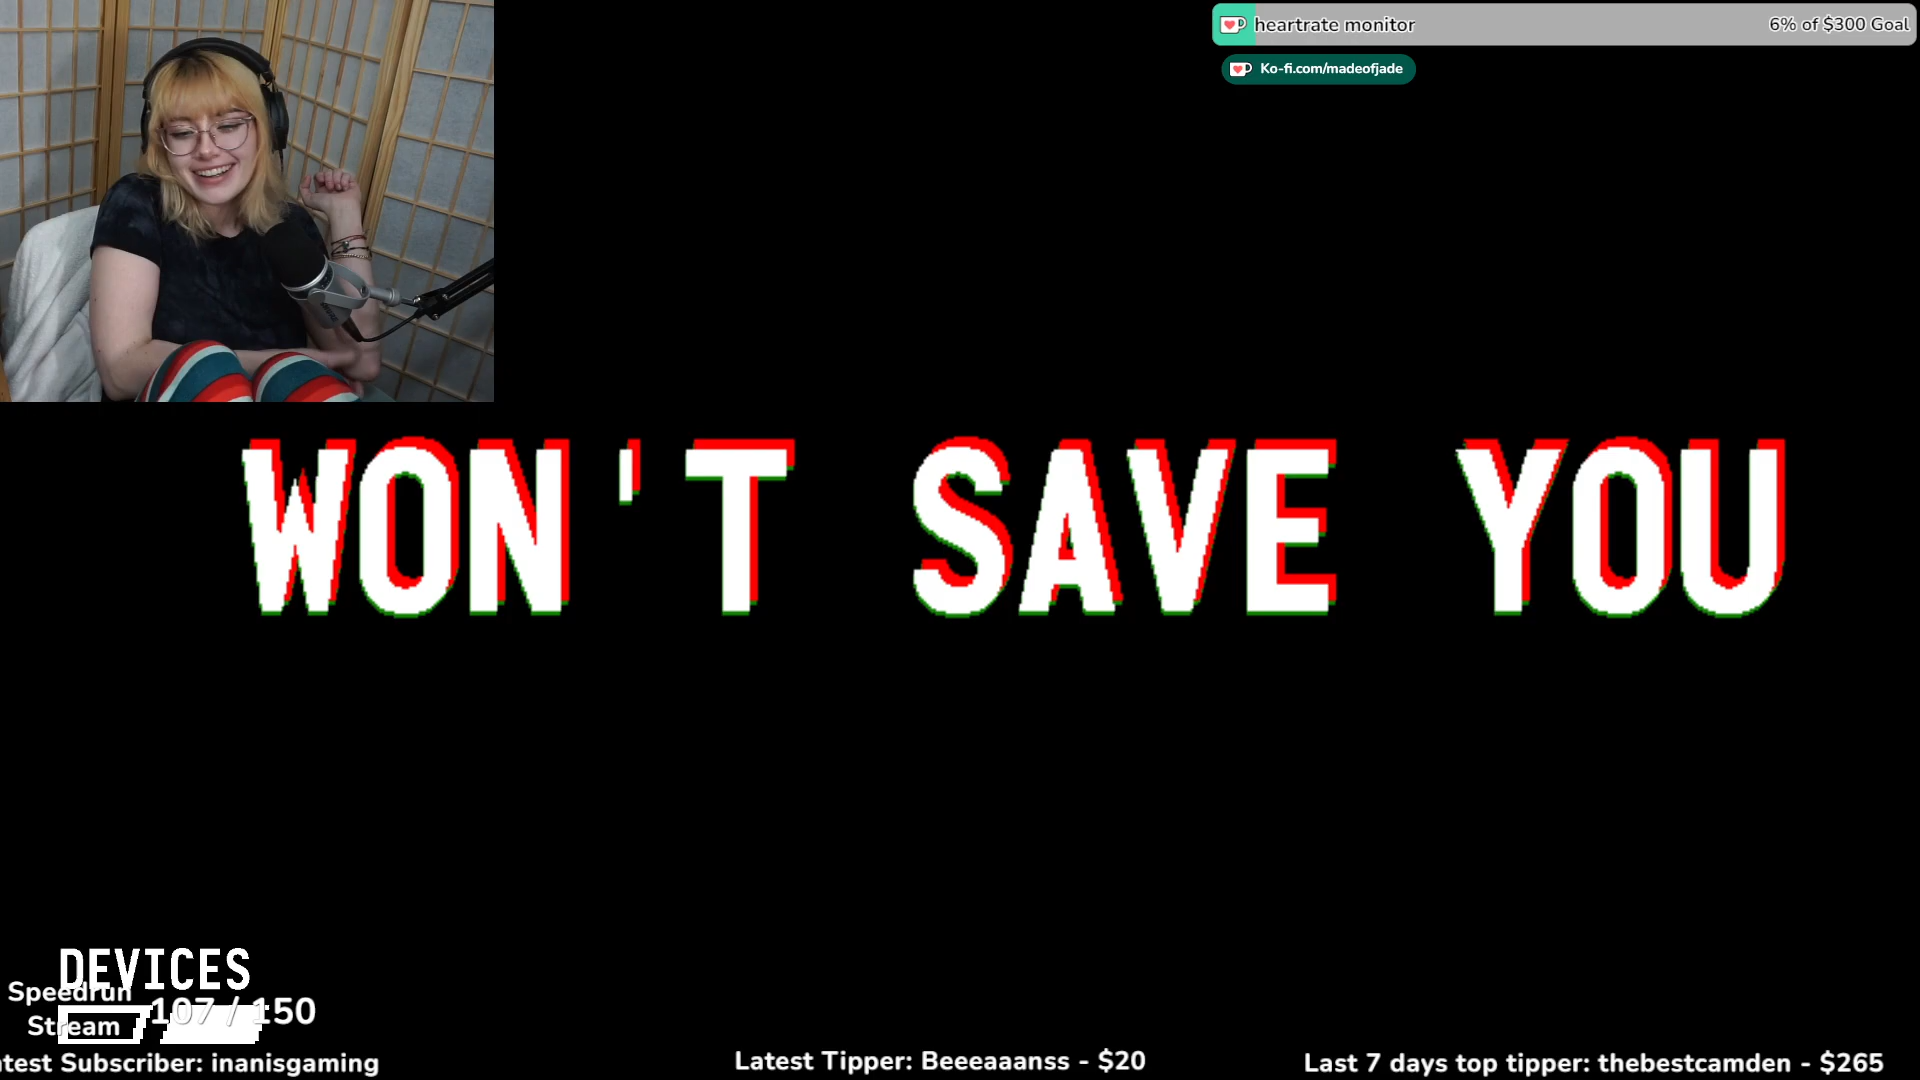 heartrate monitor 6% of $300 Goal
Ko-fi.com/madeofjade
WON'T SAVE YOU
DEVICES
Speedrun
Stream
107 / 150
atest Subscriber: inanisgaming
Latest Tipper: Beeeaaanss - $20
Last 7 days top tipper: thebestcamden - $265